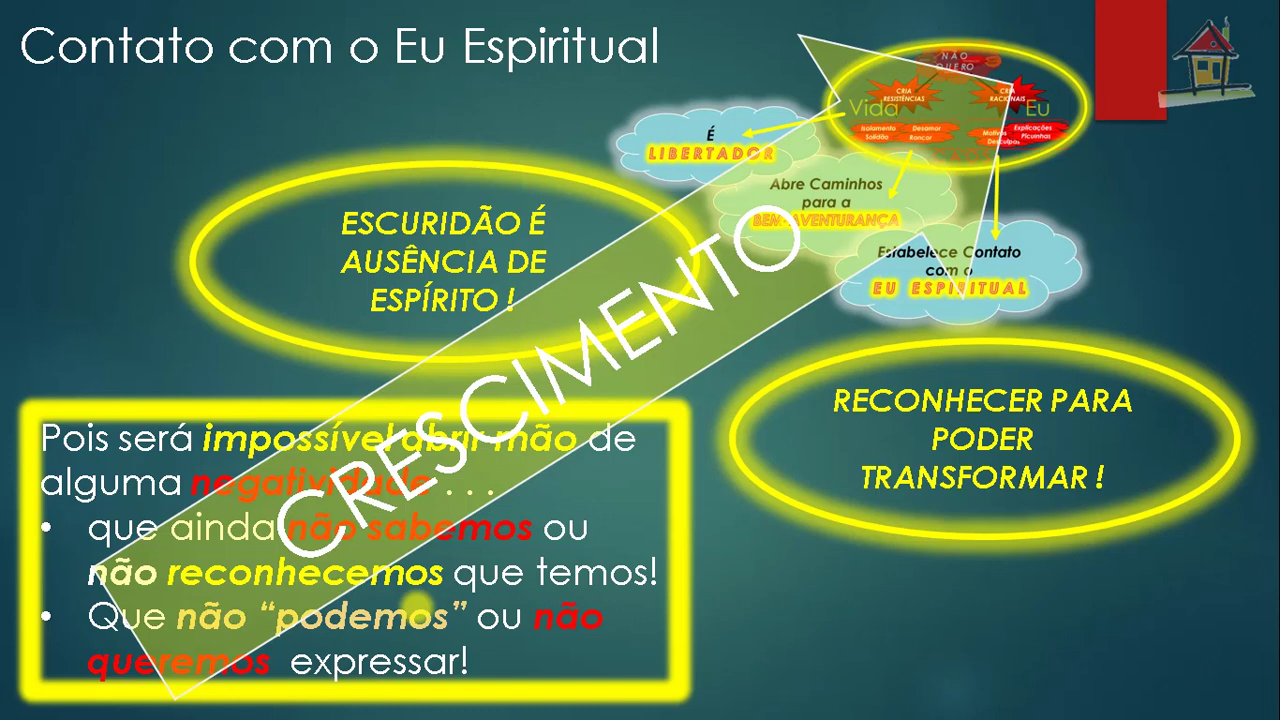 Contato com o Eu Espiritual
NÃO
QUERO
CRIA
RESISTÊNCIAS
CRIA
Vida
Eu
Isolamento
Solidão
Desamor
Rancor
Motivos
Desculpas
Explicações
Picuinhas
É
LIBERTADOR
Abre Caminhos
para a
BEM-AVENTURANÇA
Estabelece Contato
com o
EU ESPIRITUAL
ESCURIDÃO É
AUSÊNCIA DE
ESPÍRITO !
CRESCIMENTO
RECONHECER PARA
PODER
TRANSFORMAR !
Pois será impossível abrir mão de
alguma negatividade . . .
• que ainda não sabemos ou
não reconhecemos que temos!
• Que não “podemos” ou não
queremos expressar!